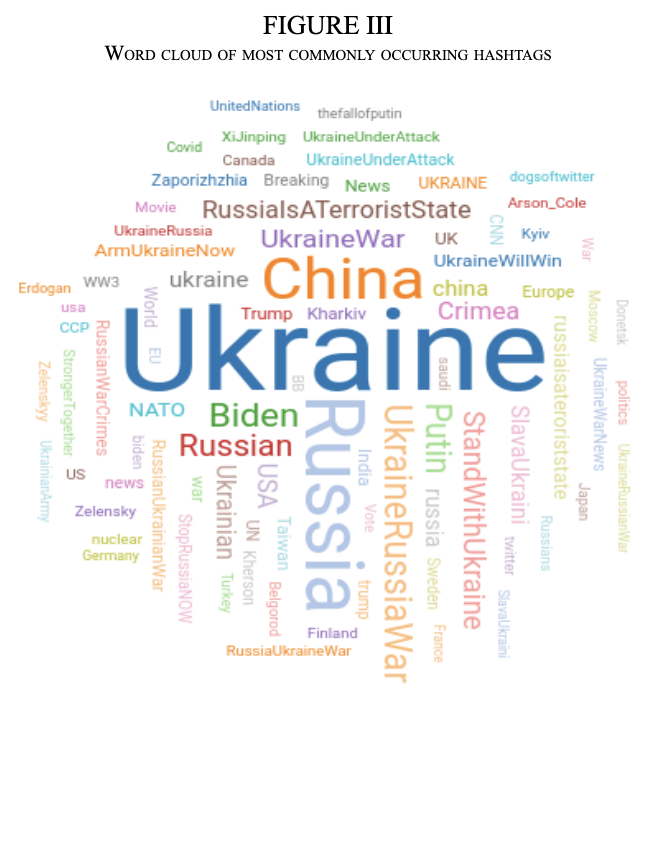 FIGURE III
WORD CLOUD OF MOST COMMONLY OCCURRING HASHTAGS
UnitedNations
thefallofputin
Covid
XiJinping
UkraineUnderAttack
Canada
UkraineUnderAttack
Zaporizhzhia
Breaking
News
UKRAINE
dogsoftwitter
Movie
RussiaIsATerroristState
Arson_Cole
UkraineRussia
UkraineWar
UK
CNN
Kyiv
War
ArmUkraineNow
UkraineWillWin
Erdogan
WW3
ukraine
China
china
Europe
usa
World
Trump
Kharkiv
Crimea
Moscow
Donetsk
CCP
Ukraine
EU
RussianWarCrimes
StrongerTogether
Zelenskyy
BB
saudi
russiaisateroriststate
UkraineWarNews
politics
NATO
Biden
Russia
UkraineRussiaWar
Putin
StandWithUkraine
SlavaUkraini
Russian
UkrainianArmy
biden
RussianUkrainianWar
India
UkraineRussianWar
US
news
war
Ukrainian
USA
Vote
russia
Japan
Zelensky
StopRussiaNOW
UN
Taiwan
twitter
Russians
nuclear
Germany
Kherson
Sweden
Turkey
Belgorod
trump
SlavaUkraini
Finland
France
RussiaUkraineWar